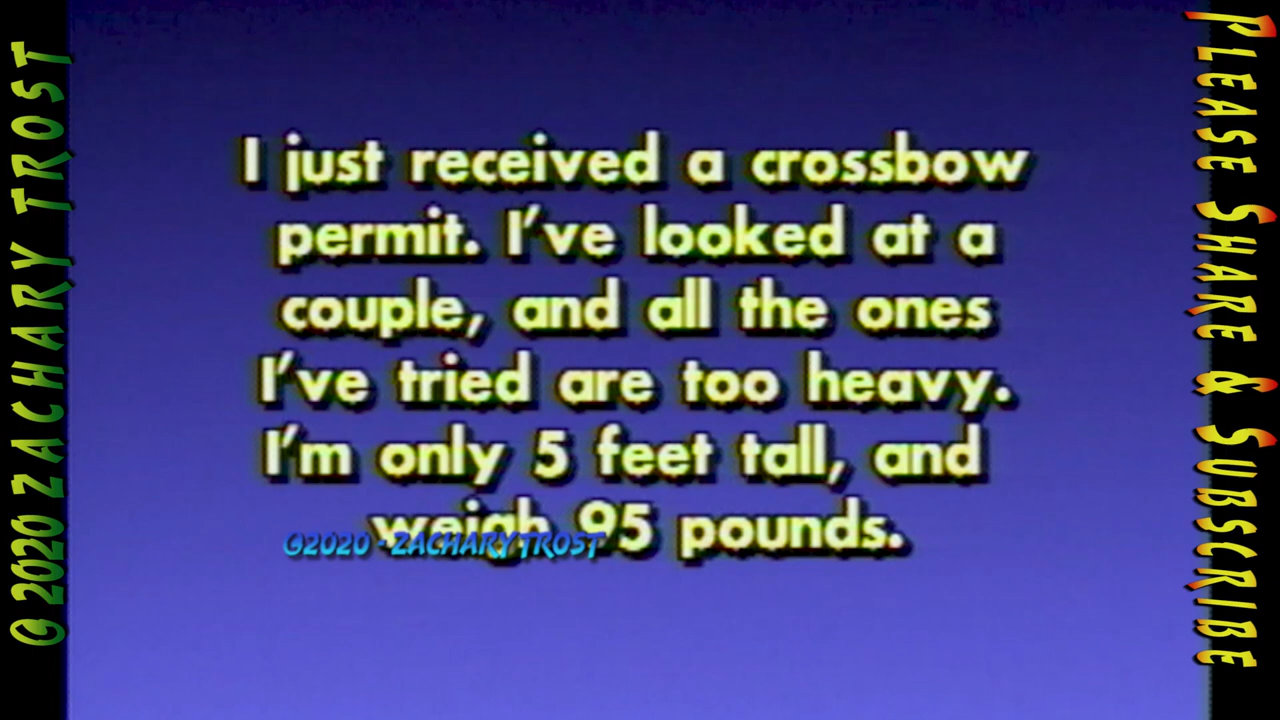 © 2020 ZACHARY TROST
I just received a crossbow
permit. I've looked at a
couple, and all the ones
I've tried are too heavy.
I'm only 5 feet tall, and
weigh 95 pounds.
©2020 - ZACHARY TROST
PLEASE SHARE & SUBSCRIBE